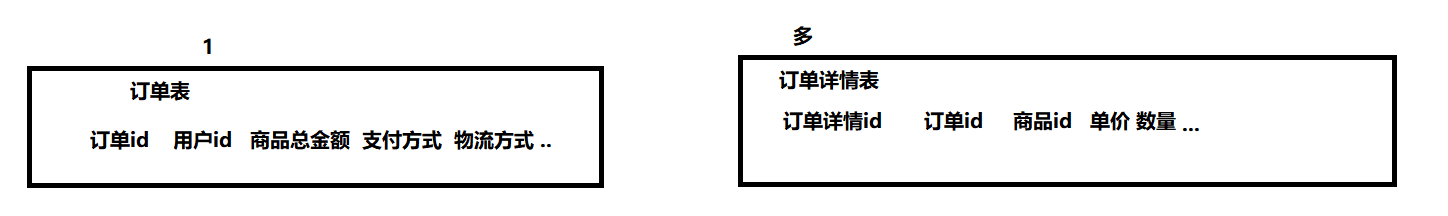 1
订单表
订单id 用户id 商品总金额 支付方式 物流方式 ..
多
订单详情表
订单详情id 订单id 商品id 单价 数量 ...